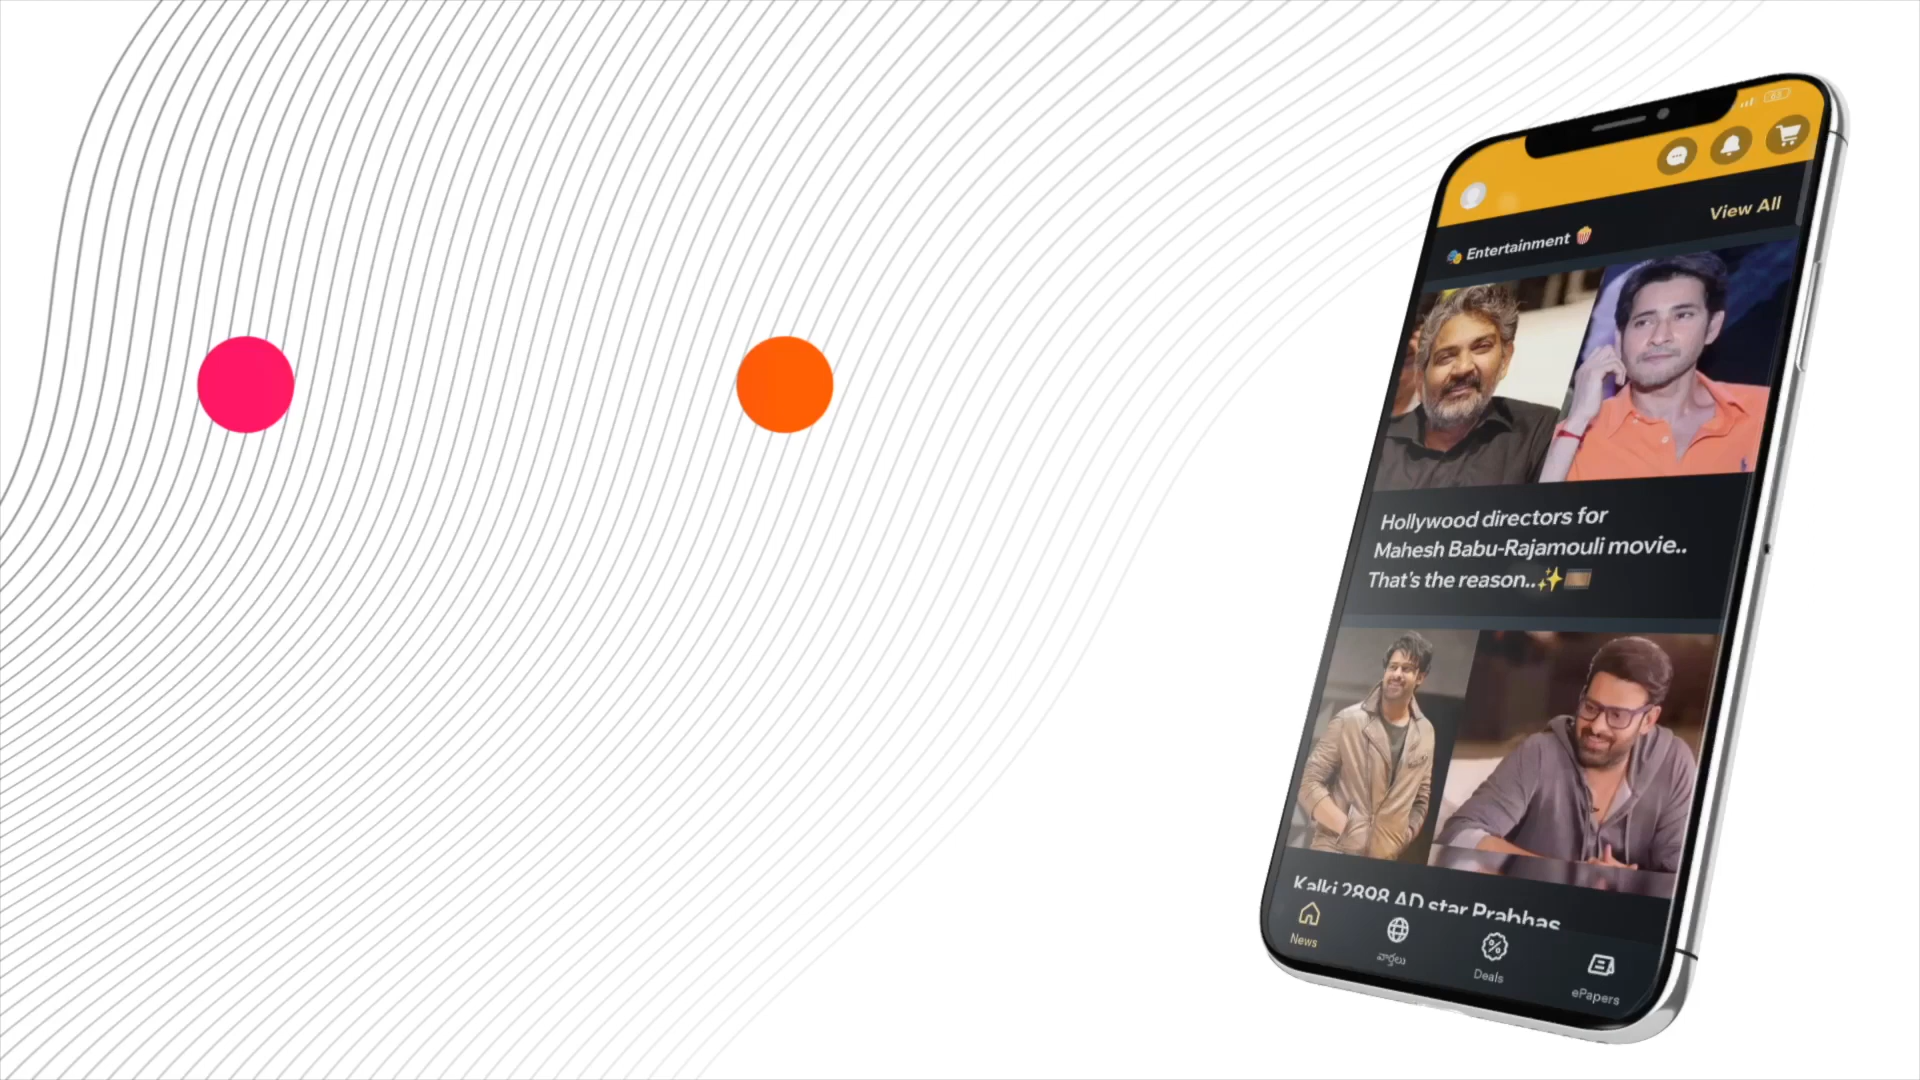 View All
🎭 Entertainment 🍿
Hollywood directors for
Mahesh Babu-Rajamouli movie..
That's the reason..✨🎞️
Kalki 2898 AD star Prabhas
News
వార్తలు
Deals
ePapers